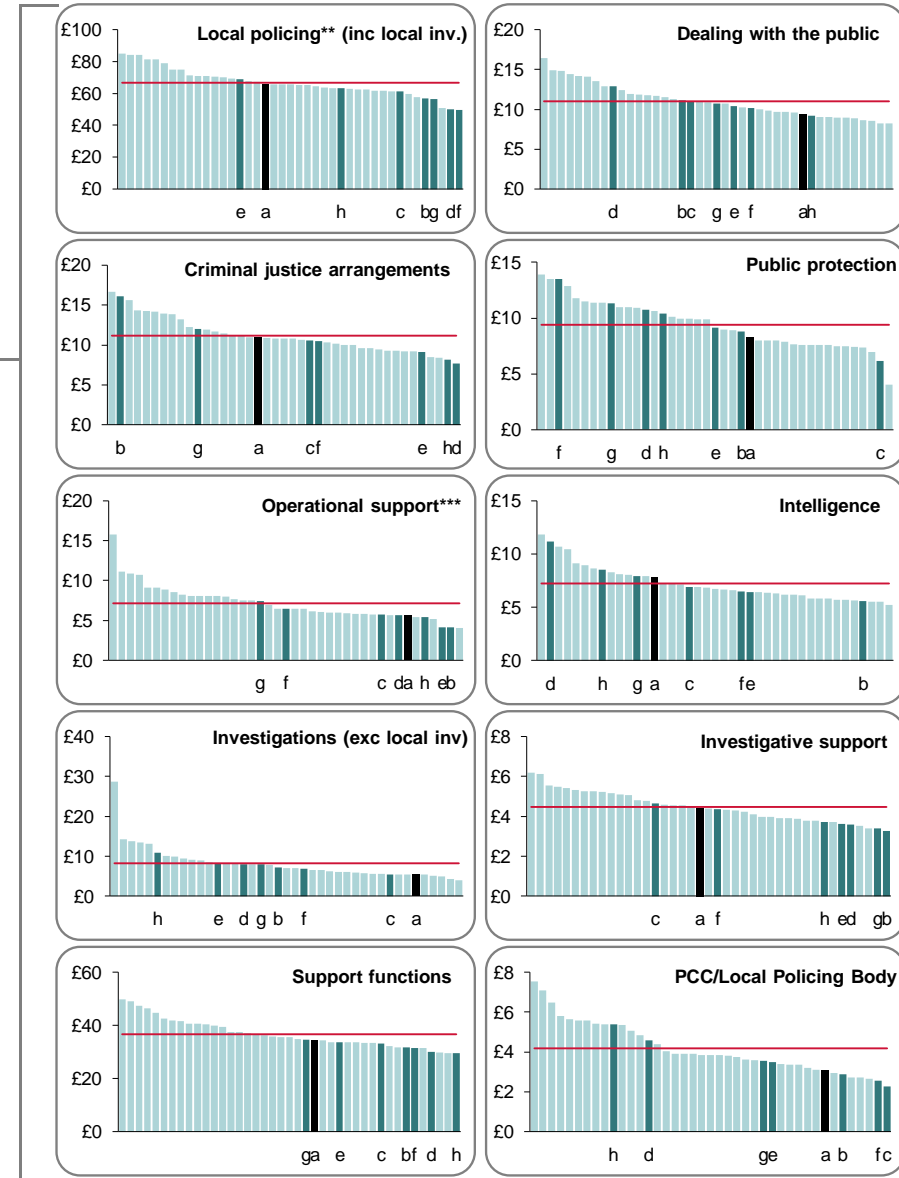 Local policing** (inc local inv.)
£100
£80
£60
£40
£20
£0
e a h c bg df
Dealing with the public
£20
£15
£10
£5
£0
d bc g e f ah
Criminal justice arrangements
£20
£15
£10
£5
£0
b g a cf e hd
Public protection
£15
£10
£5
£0
f g d h e ba c
Operational support***
£20
£15
£10
£5
£0
g f c da h eb
Intelligence
£15
£10
£5
£0
d h g a c fe b
Investigations (exc local inv)
£40
£30
£20
£10
£0
h e d g b f c a
Investigative support
£8
£6
£4
£2
£0
c a f h ed gb
Support functions
£60
£40
£20
£0
ga e c bf d h
PCC/Local Policing Body
£8
£6
£4
£2
£0
h d ge a b f c